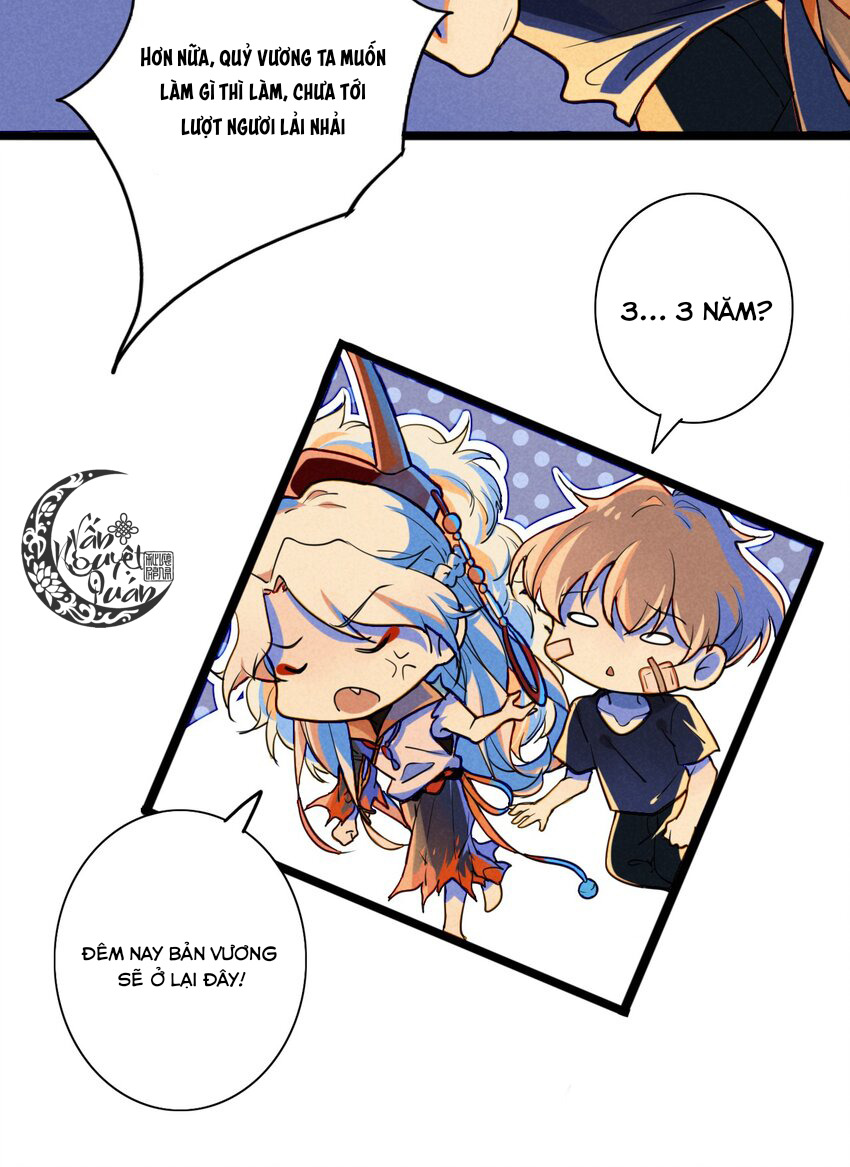 HƠN NỮA, QUỶ VƯƠNG TA MUỐN
LÀM GÌ THÌ LÀM, CHƯA TỚI
LƯỢT NGƯƠI LẢI NHẢI
3... 3 NĂM?
Vấn
Nguyệt
Quán
ĐÊM NAY BẢN VƯƠNG
SẼ Ở LẠI ĐÂY!